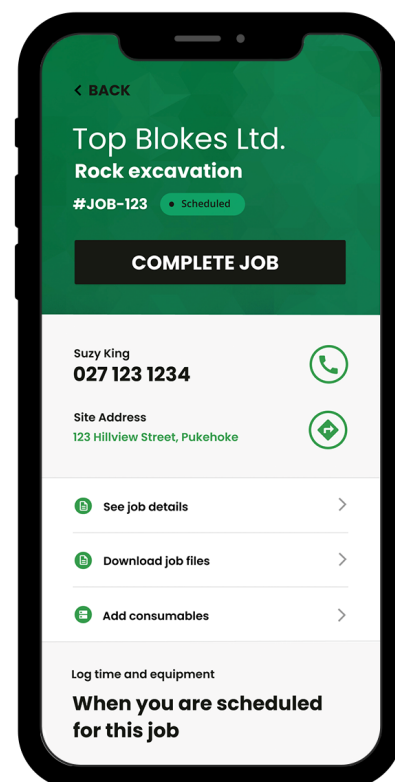 BACK
Top Blokes Ltd.
Rock excavation
#JOB-123 Scheduled
COMPLETE JOB
Suzy King
027 123 1234
Site Address
123 Hillview Street, Pukehoke
See job details
Download job files
Add consumables
Log time and equipment
When you are scheduled
for this job